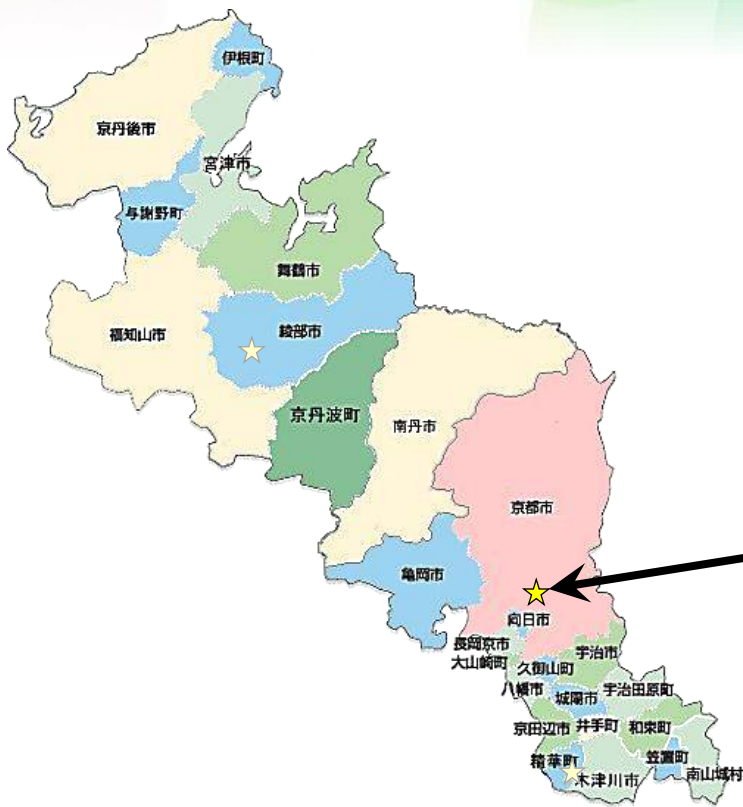 伊根町
京丹後市
宮津市
与謝野町
舞鶴市
福知山市
綾部市
京丹波町
南丹市
京都市
亀岡市
向日市
長岡京市
大山崎町
宇治市
久御山町
八幡市
城陽市
宇治田原町
京田辺市
井手町
和束町
精華町
笠置町
木津川市
南山城村